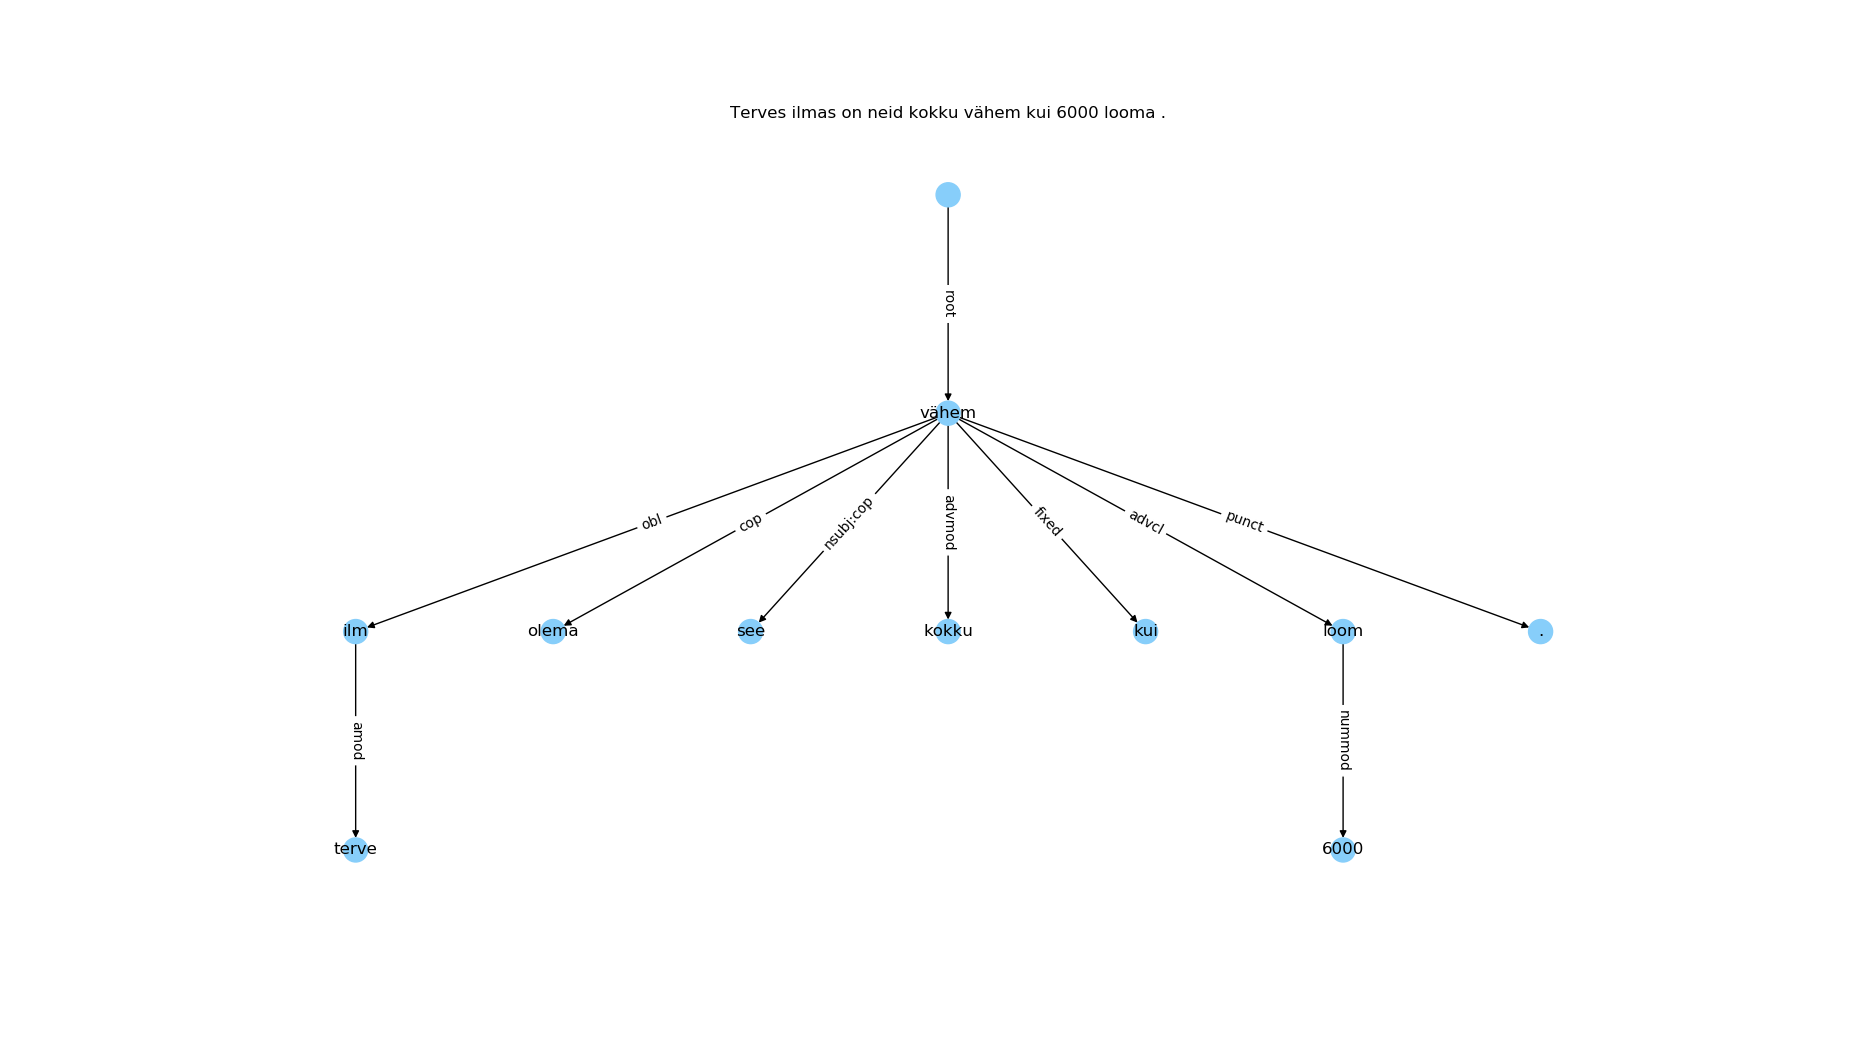 Terves ilmas on neid kokku vähem kui 6000 looma .
root
vähem
obl
cop
nsubj:cop
advmod
fixed
advcl
punct
ilm
olema
see
kokku
kui
loom
.
amod
nummod
terve
6000